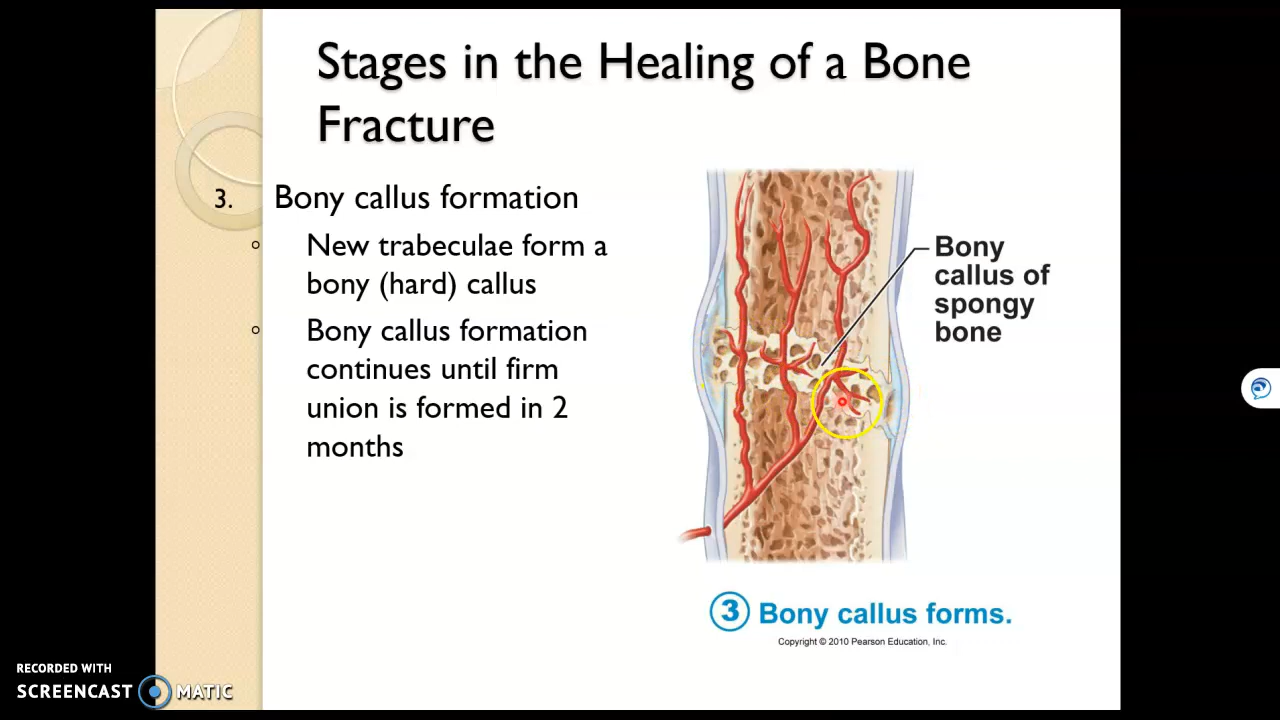 Stages in the Healing of a Bone
Fracture
3. Bony callus formation
◦ New trabeculae form a
bony (hard) callus
◦ Bony callus formation
continues until firm
union is formed in 2
months
Bony
callus of
spongy
bone
3 Bony callus forms.
Copyright © 2010 Pearson Education, Inc.
RECORDED WITH
SCREENCAST MATIC